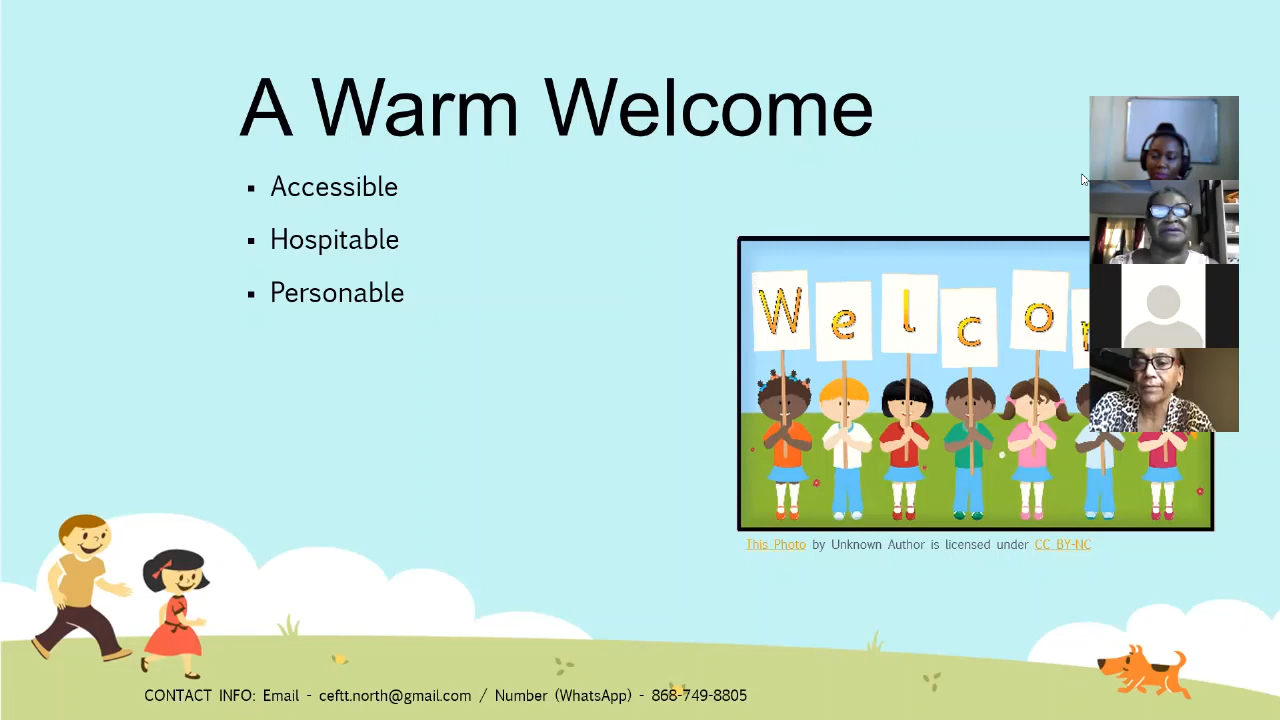 A Warm Welcome
▪ Accessible
▪ Hospitable
▪ Personable
W e l c o
This Photo by Unknown Author is licensed under CC BY-NC
CONTACT INFO: Email - ceftt.north@gmail.com / Number (WhatsApp) - 868-749-8805